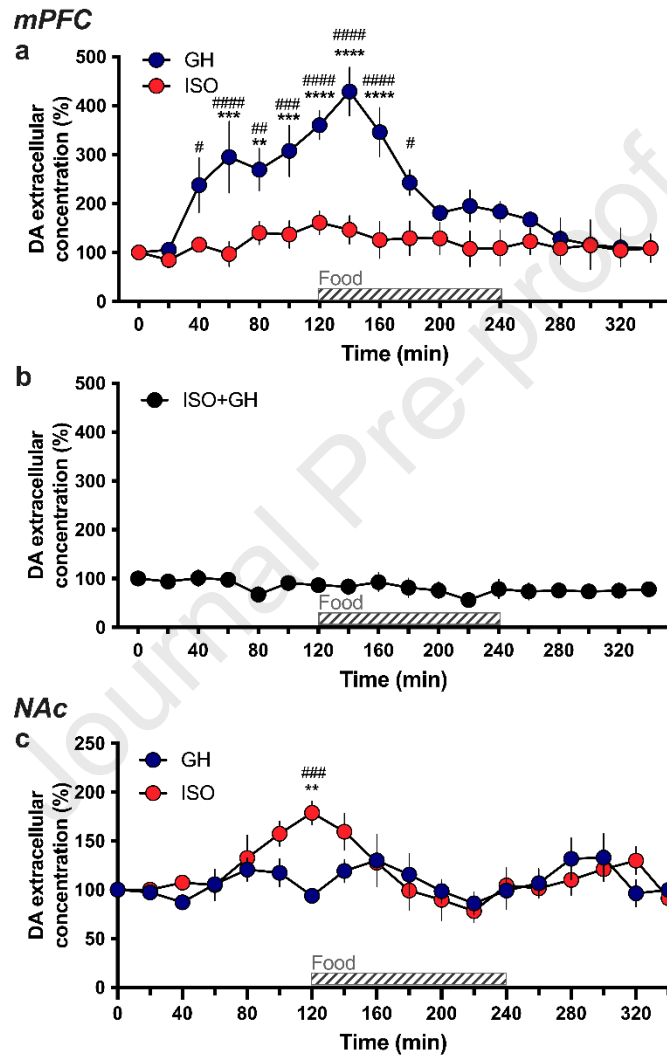 mPFC
a
GH
ISO
DA extracellular
concentration (%)
500
400
300
200
100
0
#
####
***
##
**
###
***
####
****
####
****
####
****
#
Food
0 40 80 120 160 200 240 280 320
Time (min)
b
ISO+GH
DA extracellular
concentration (%)
500
400
300
200
100
0
Food
0 40 80 120 160 200 240 280 320
Time (min)
NAc
c
GH
ISO
DA extracellular
concentration (%)
250
200
150
100
50
0
###
**
Food
0 40 80 120 160 200 240 280 320
Time (min)
Journal Pre-proof